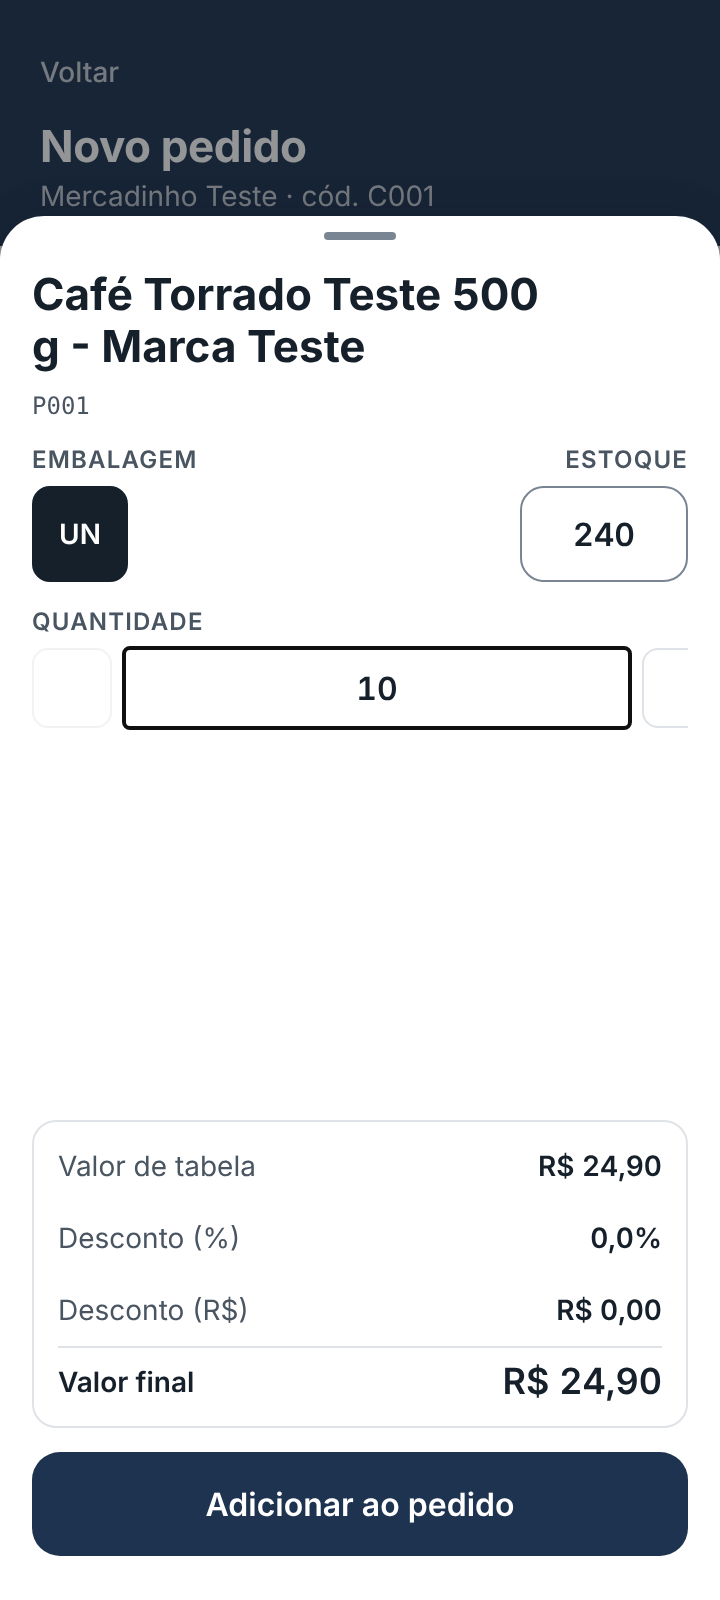 Voltar
Novo pedido
Mercadinho Teste · cód. C001
Café Torrado Teste 500
g - Marca Teste
P001
EMBALAGEM ESTOQUE
UN 240
QUANTIDADE
10
Valor de tabela R$ 24,90
Desconto (%) 0,0%
Desconto (R$) R$ 0,00
Valor final R$ 24,90
Adicionar ao pedido